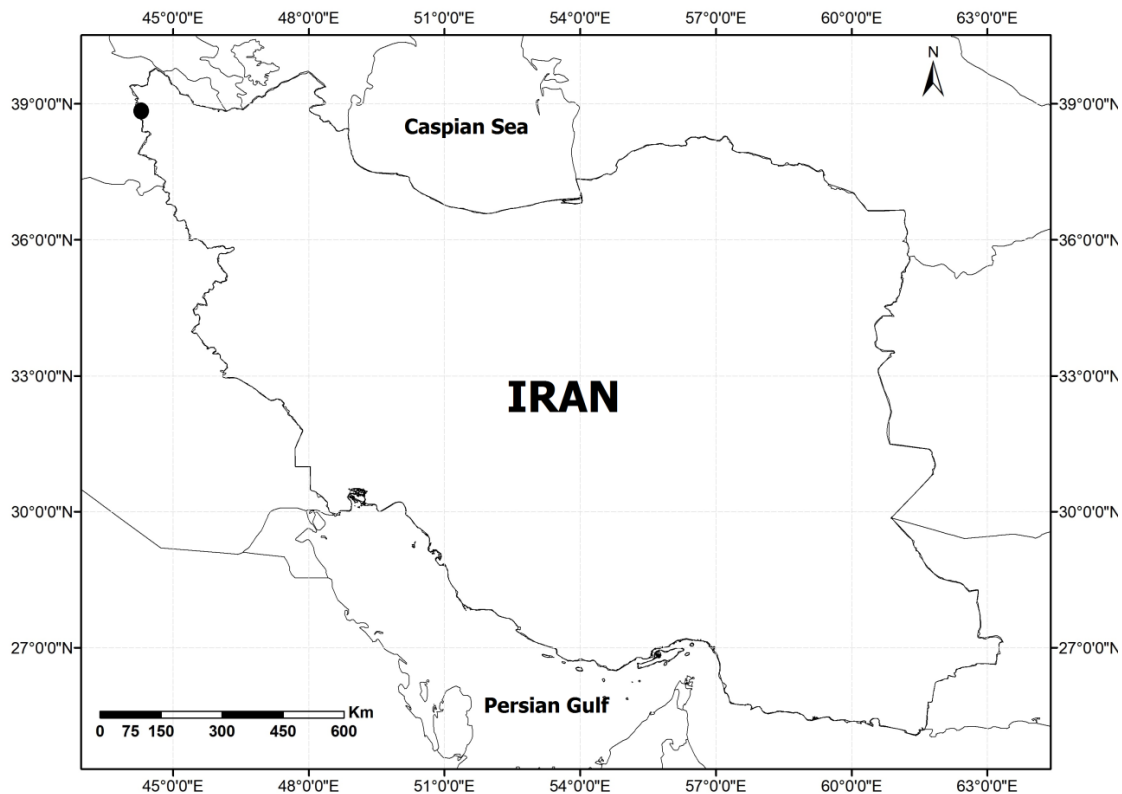 45°0'0"E 48°0'0"E 51°0'0"E 54°0'0"E 57°0'0"E 60°0'0"E 63°0'0"E
N
39°0'0"N 39°0'0"N
Caspian Sea
36°0'0"N 36°0'0"N
33°0'0"N 33°0'0"N
IRAN
30°0'0"N 30°0'0"N
27°0'0"N 27°0'0"N
Persian Gulf
Km
0 75 150 300 450 600
45°0'0"E 48°0'0"E 51°0'0"E 54°0'0"E 57°0'0"E 60°0'0"E 63°0'0"E